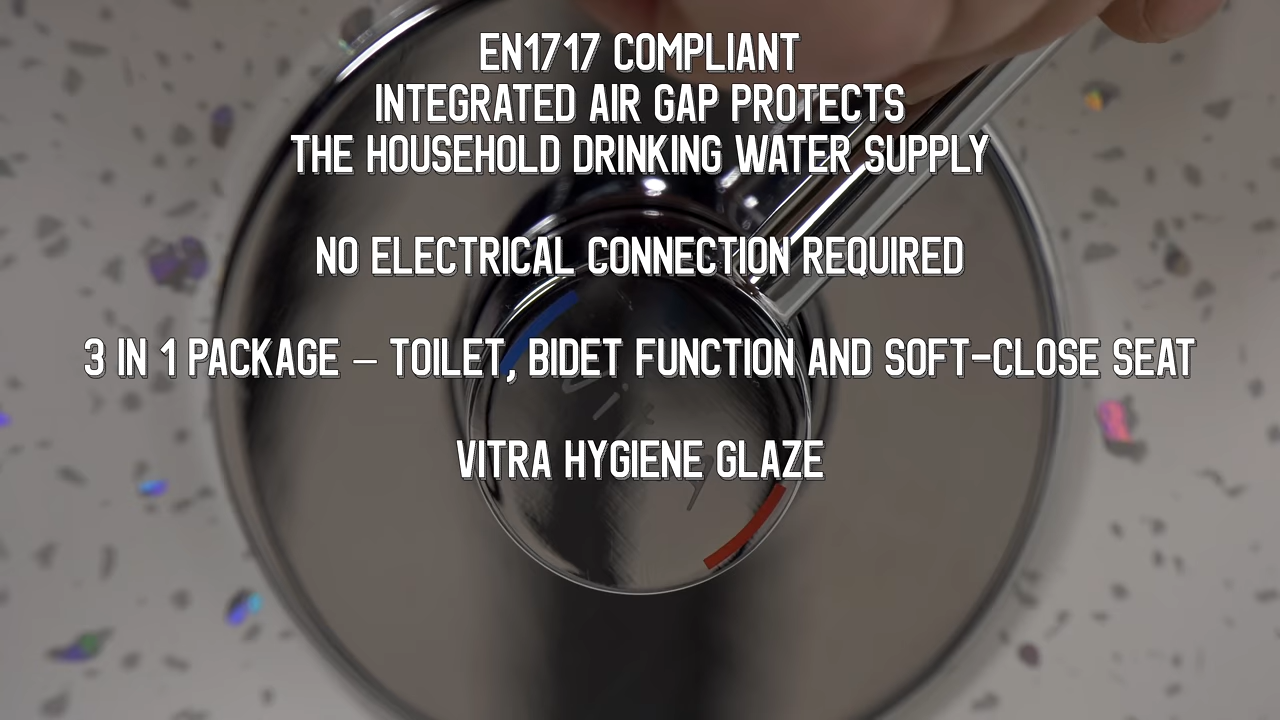 EN1717 COMPLIANT
INTEGRATED AIR GAP PROTECTS
THE HOUSEHOLD DRINKING WATER SUPPLY
NO ELECTRICAL CONNECTION REQUIRED
3 IN 1 PACKAGE – TOILET, BIDET FUNCTION AND SOFT-CLOSE SEAT
VITRA HYGIENE GLAZE